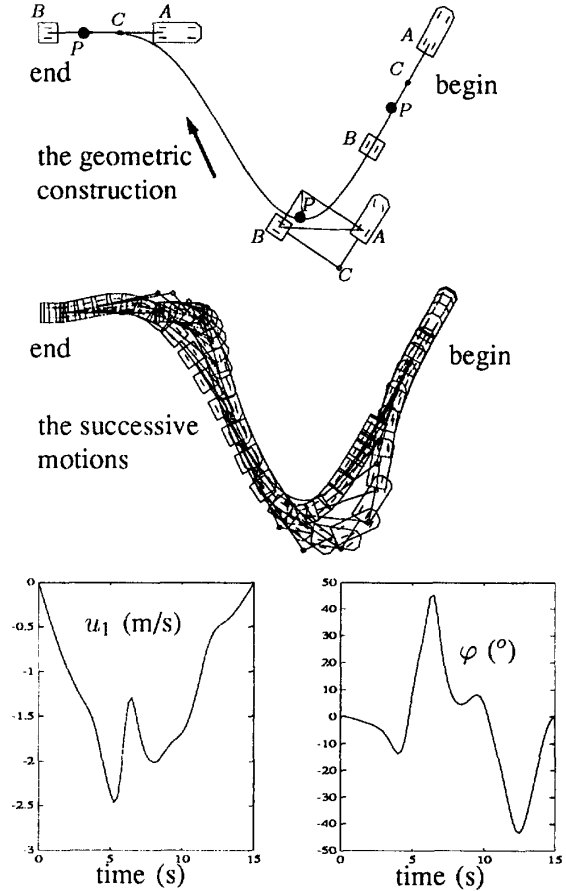 B
C
A
P
end
A
C
begin
P
B
the geometric
construction
P
B
A
C
end
begin
the successive
motions
0
-0.5
-1
-1.5
-2
-2.5
-3
u₁ (m/s)
0 5 10 15
time (s)
50
40
30
20
10
0
-10
-20
-30
-40
-50
φ (°)
0 5 10 15
time (s)